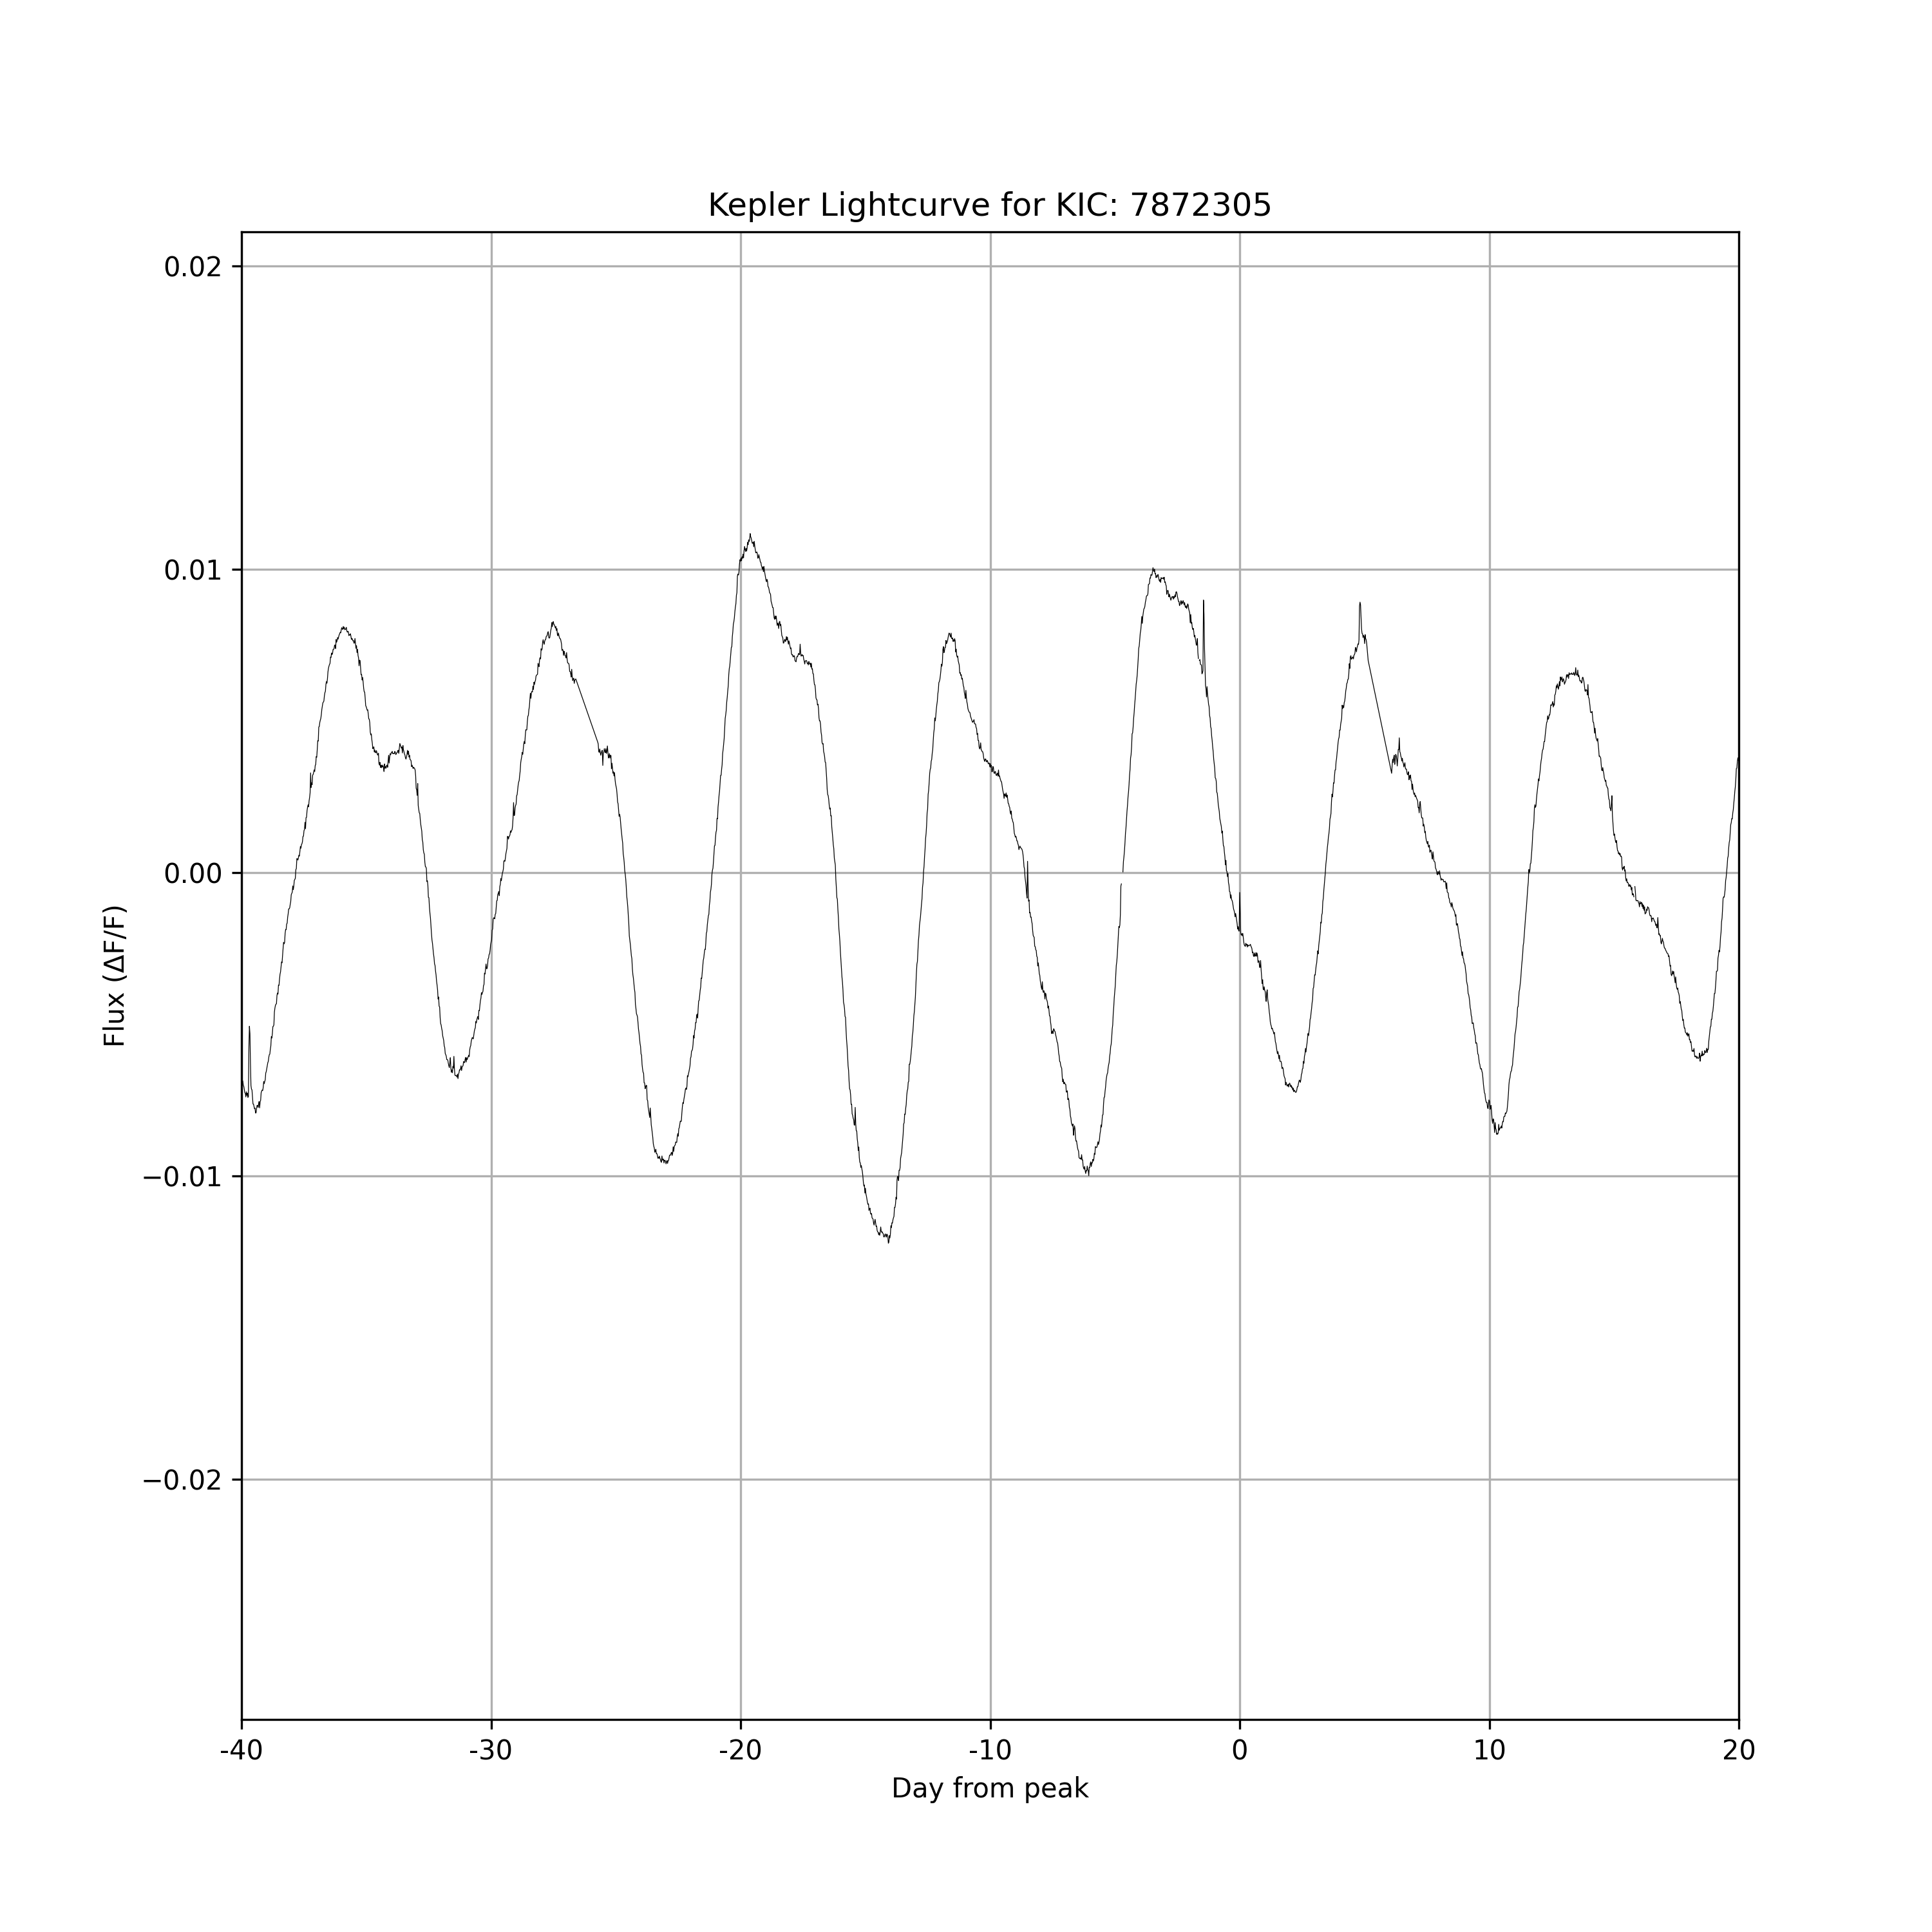 Kepler Lightcurve for KIC: 7872305
0.02
0.01
0.00
−0.01
−0.02
Flux (ΔF/F)
-40 -30 -20 -10 0 10 20
Day from peak